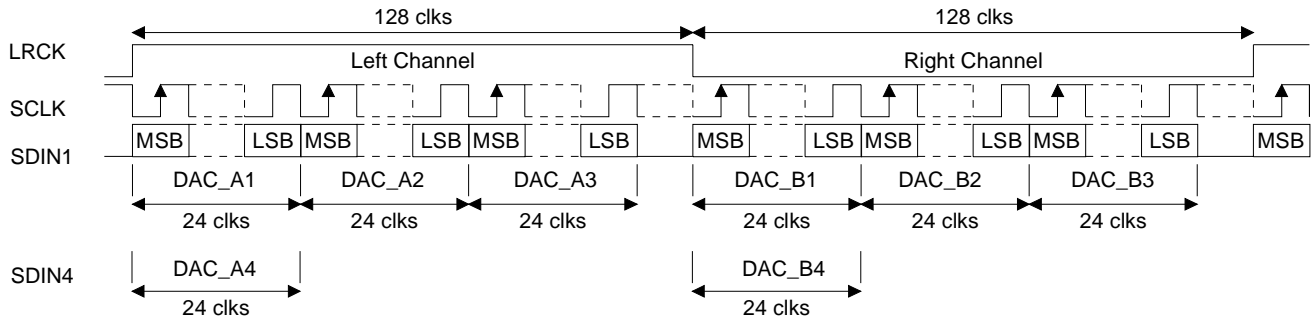 128 clks 128 clks
LRCK Left Channel Right Channel
SCLK
SDIN1 MSB LSB MSB LSB MSB LSB MSB LSB MSB LSB MSB LSB MSB
DAC_A1 DAC_A2 DAC_A3 DAC_B1 DAC_B2 DAC_B3
24 clks 24 clks 24 clks 24 clks 24 clks 24 clks
SDIN4 DAC_A4 DAC_B4
24 clks 24 clks